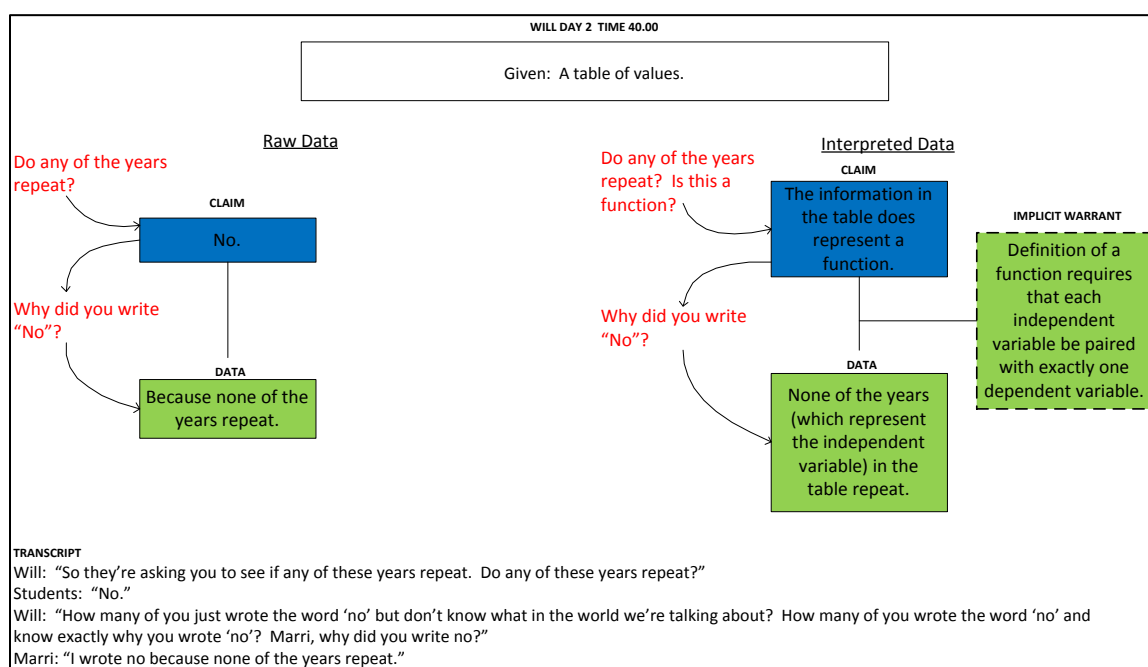 WILL DAY 2 TIME 40.00
Given: A table of values.
Raw Data
Do any of the years
repeat?
CLAIM
No.
Why did you write
“No”?
DATA
Because none of the
years repeat.
Interpreted Data
Do any of the years
repeat? Is this a
function?
CLAIM
The information in
the table does
represent a
function.
IMPLICIT WARRANT
Definition of a
function requires
that each
independent
variable be paired
with exactly one
dependent variable.
Why did you write
“No”?
DATA
None of the years
(which represent
the independent
variable) in the
table repeat.
TRANSCRIPT
Will: “So they’re asking you to see if any of these years repeat. Do any of these years repeat?”
Students: “No.”
Will: “How many of you just wrote the word ‘no’ but don’t know what in the world we’re talking about? How many of you wrote the word ‘no’ and
know exactly why you wrote ‘no’? Marri, why did you write no?”
Marri: “I wrote no because none of the years repeat.”